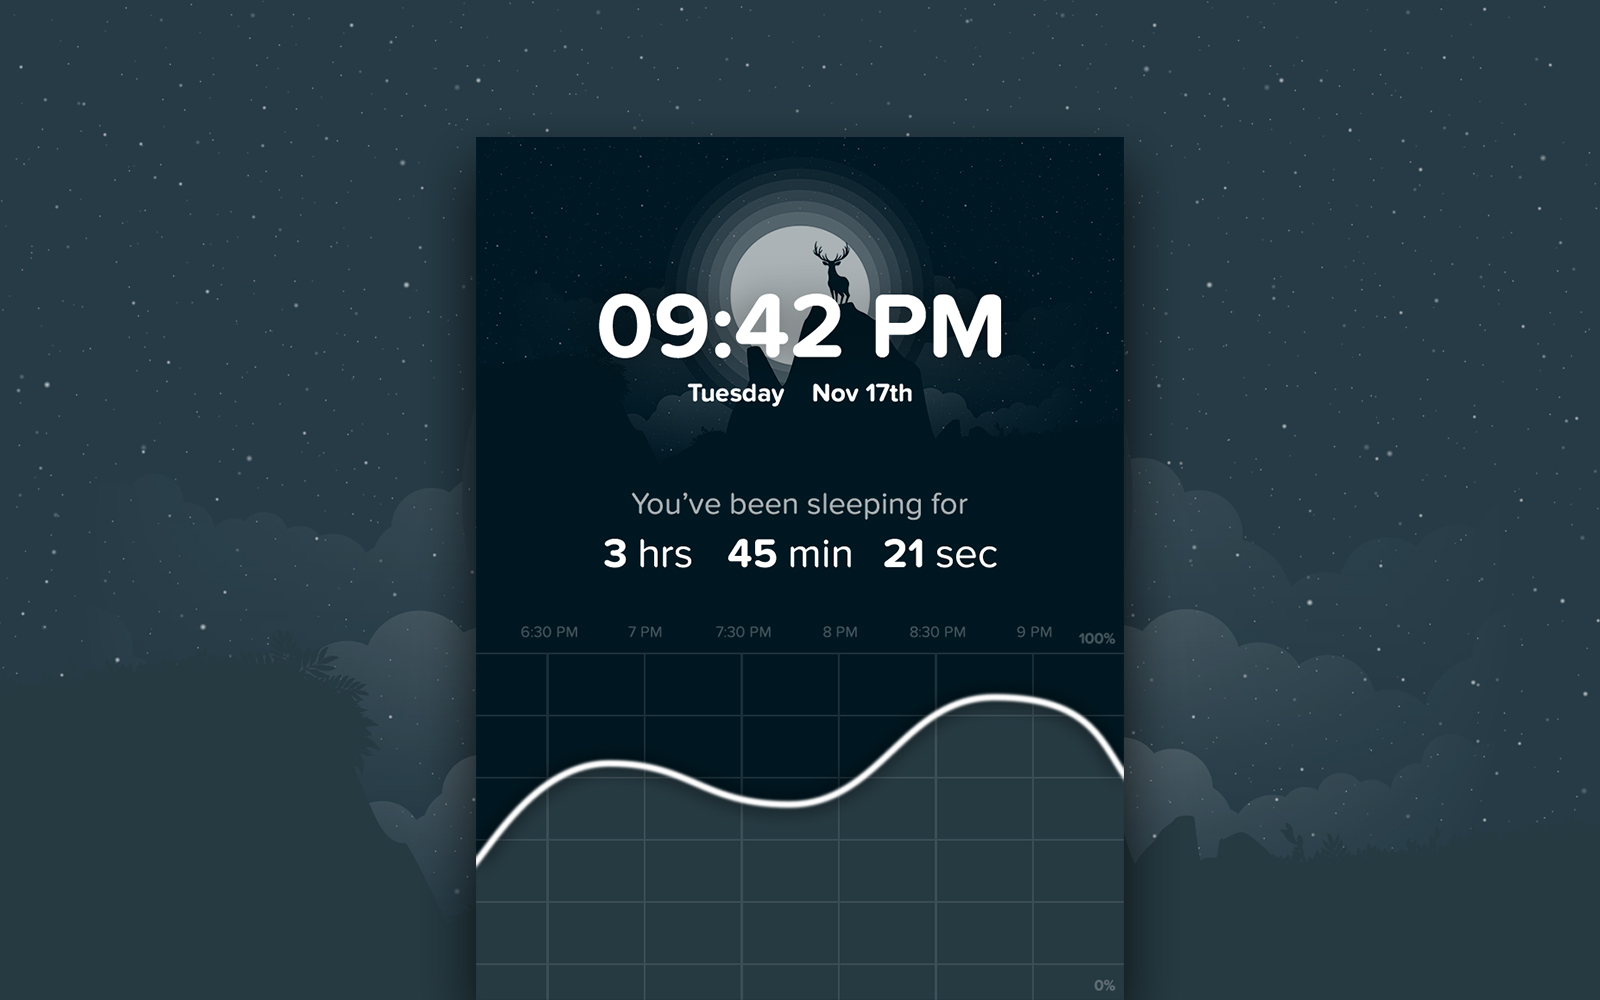 09:42 PM
Tuesday Nov 17th
You’ve been sleeping for
3 hrs 45 min 21 sec
6:30 PM 7 PM 7:30 PM 8 PM 8:30 PM 9 PM 100%
0%